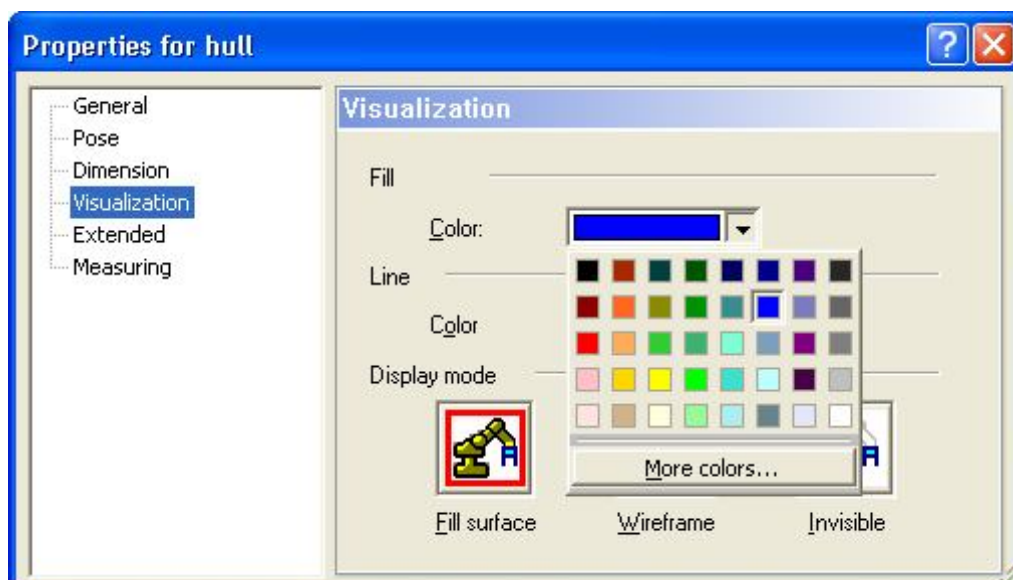 Properties for hull
?
General
Pose
Dimension
Visualization
Extended
Measuring
Visualization
Fill
Color:
Line
Color
Display mode
More colors...
Fill surface
Wireframe
Invisible